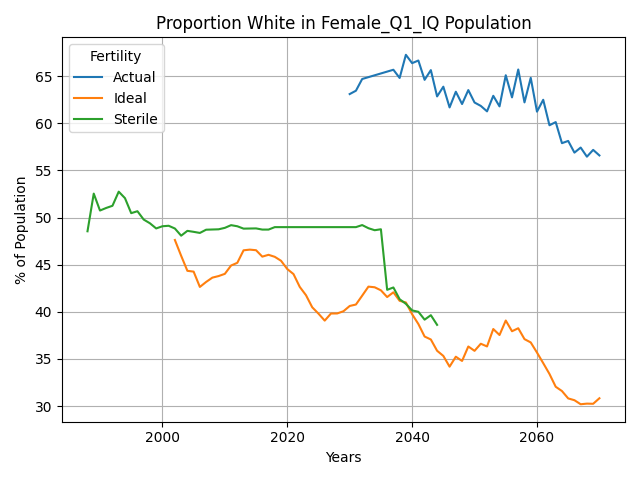 Proportion White in Female_Q1_IQ Population
Fertility
Actual
Ideal
Sterile
% of Population
65
60
55
50
45
40
35
30
2000
2020
2040
2060
Years